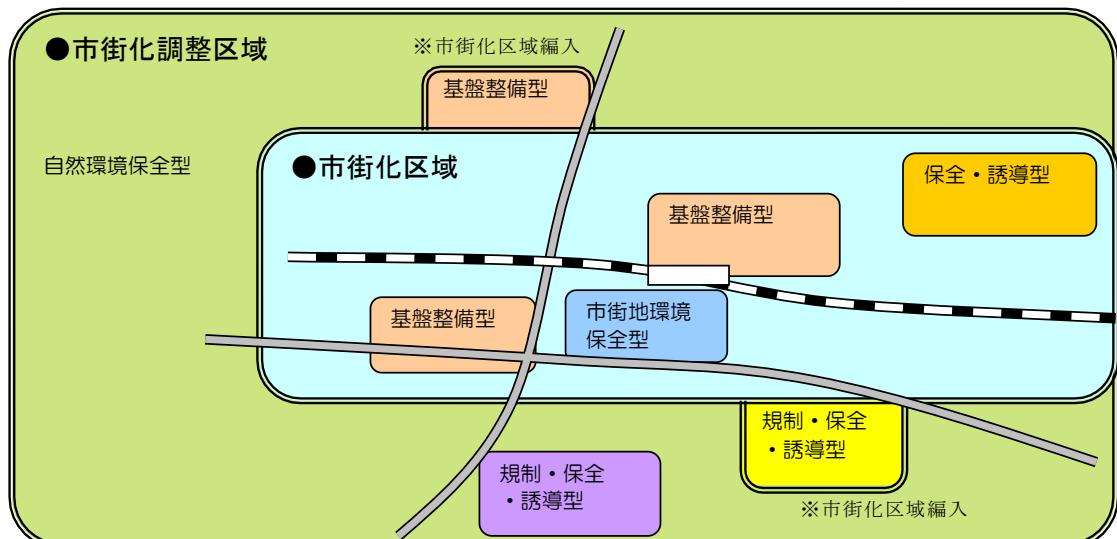 ●市街化調整区域
※市街化区域編入
基盤整備型
自然環境保全型
●市街化区域
保全・誘導型
基盤整備型
基盤整備型
市街地環境
保全型
規制・保全
・誘導型
規制・保全
・誘導型
※市街化区域編入